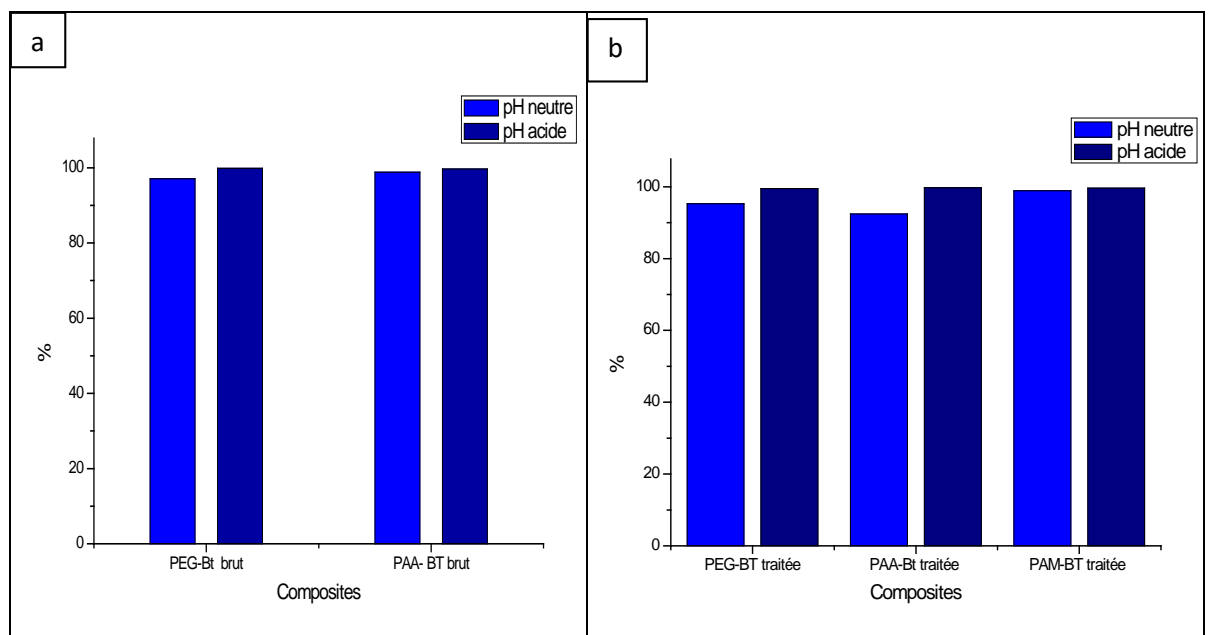 a
pH neutre
pH acide
100
80
60
40
20
0
%
PEG-Bt brut
PAA- BT brut
Composites
b
pH neutre
pH acide
100
80
60
40
20
0
%
PEG-BT traitée
PAA-Bt traitée
PAM-BT traitée
Composites